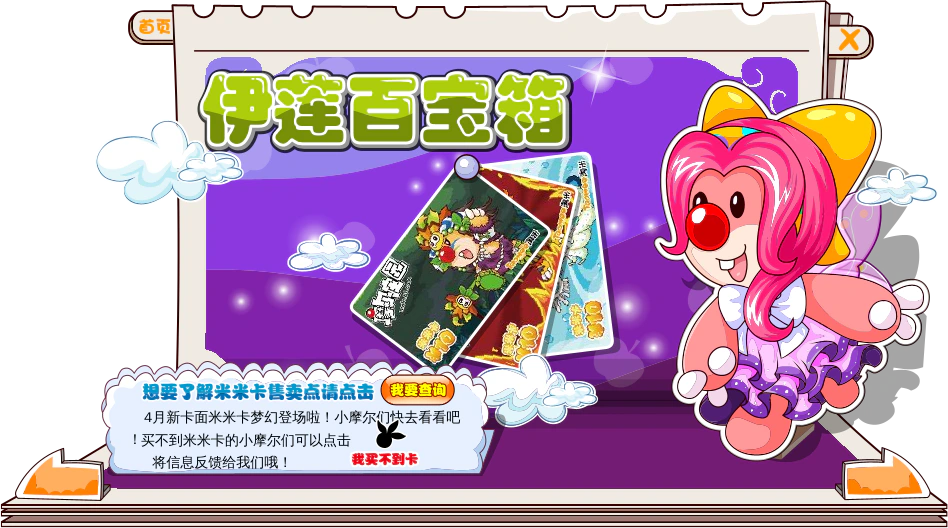 首页
X
伊莲百宝箱
想要了解米米卡售卖点请点击 我要查询
4月新卡面米米卡梦幻登场啦！小摩尔们快去看看吧
！买不到米米卡的小摩尔们可以点击
我买不到卡
将信息反馈给我们哦！